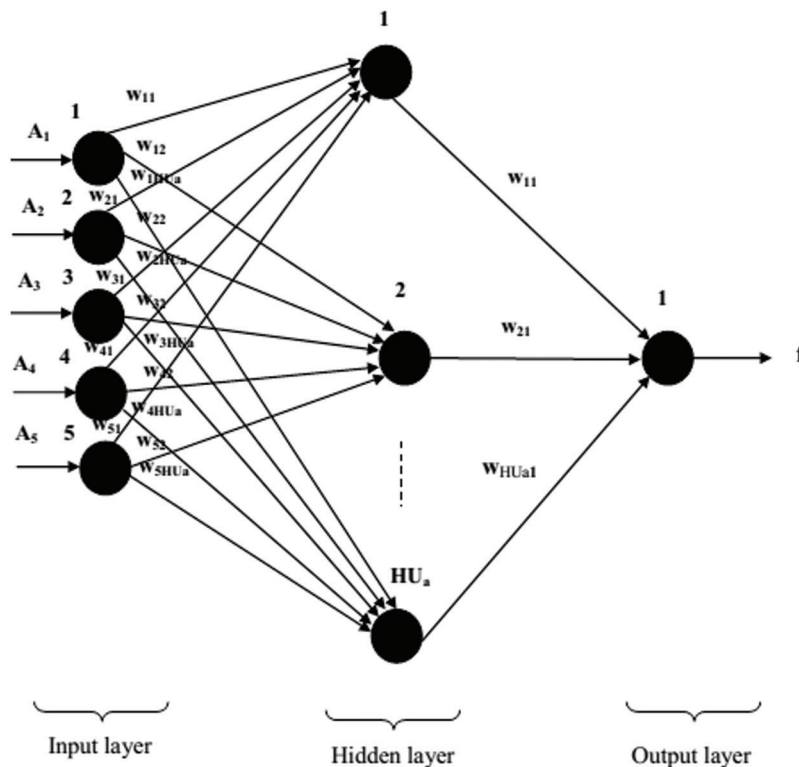 1
w11
1
A1
w12
w1HUa
w21
2
A2
w22
w11
w2HUa
w31
3
A3
w32
2
1
w3HUa
w21
w41
4
A4
w42
f
w4HUa
w51
5
A5
w52
w5HUa
wHUa1
HUa
Input layer
Hidden layer
Output layer